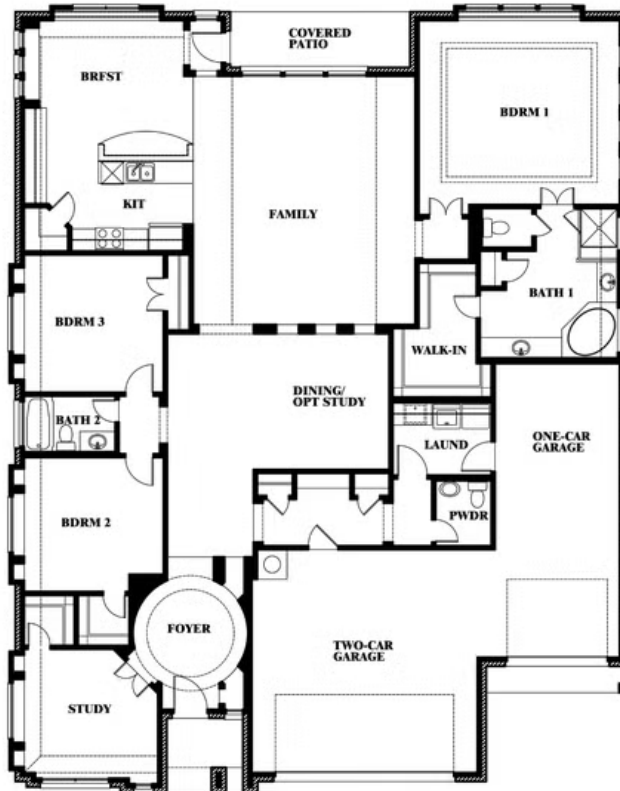 COVERED
PATIO
BRFST
BDRM 1
KIT
FAMILY
BATH 1
BDRM 3
WALK-IN
DINING/
OPT STUDY
BATH 2
LAUND
ONE-CAR
GARAGE
BDRM 2
PWDR
FOYER
TWO-CAR
GARAGE
STUDY